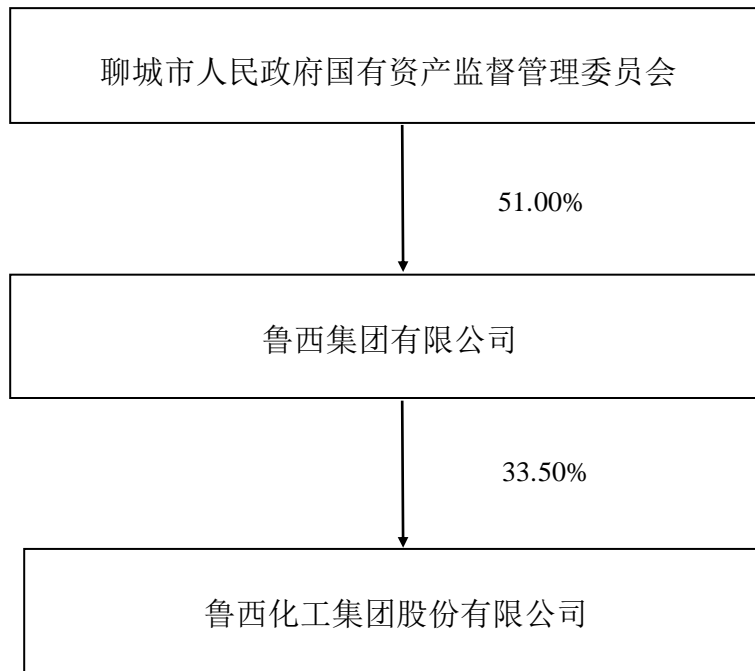 聊城市人民政府国有资产监督管理委员会
51.00%
鲁西集团有限公司
33.50%
鲁西化工集团股份有限公司